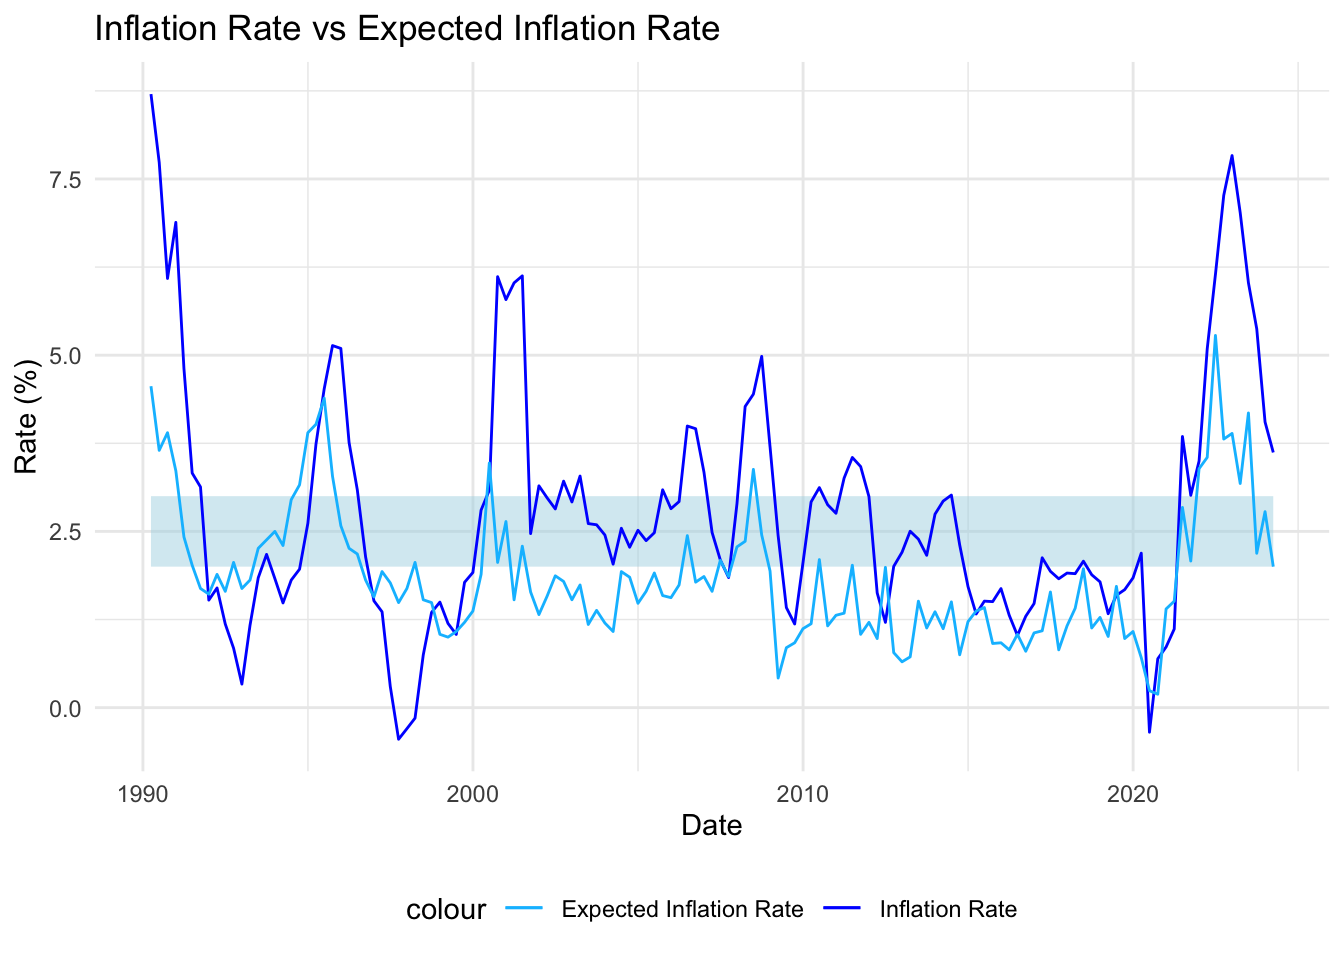 Inflation Rate vs Expected Inflation Rate
Rate (%)
7.5
5.0
2.5
0.0
1990 2000 2010 2020
Date
colour Expected Inflation Rate Inflation Rate